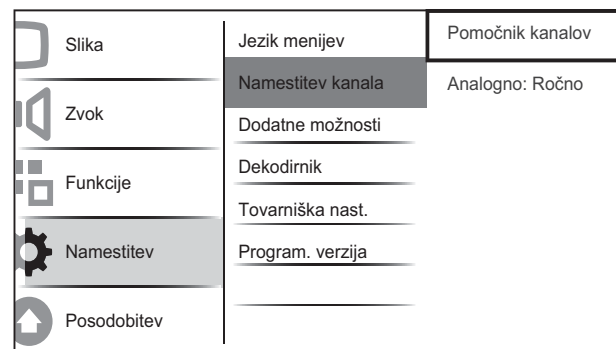 Slika
Zvok
Funkcije
Namestitev
Posodobitev
Jezik menijev
Namestitev kanala
Dodatne možnosti
Dekodirnik
Tovarniška nast.
Program. verzija
Pomočnik kanalov
Analogno: Ročno